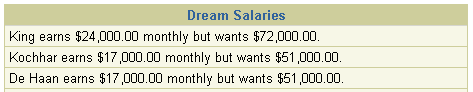 Dream Salaries
King earns $24,000.00 monthly but wants $72,000.00.
Kochhar earns $17,000.00 monthly but wants $51,000.00.
De Haan earns $17,000.00 monthly but wants $51,000.00.